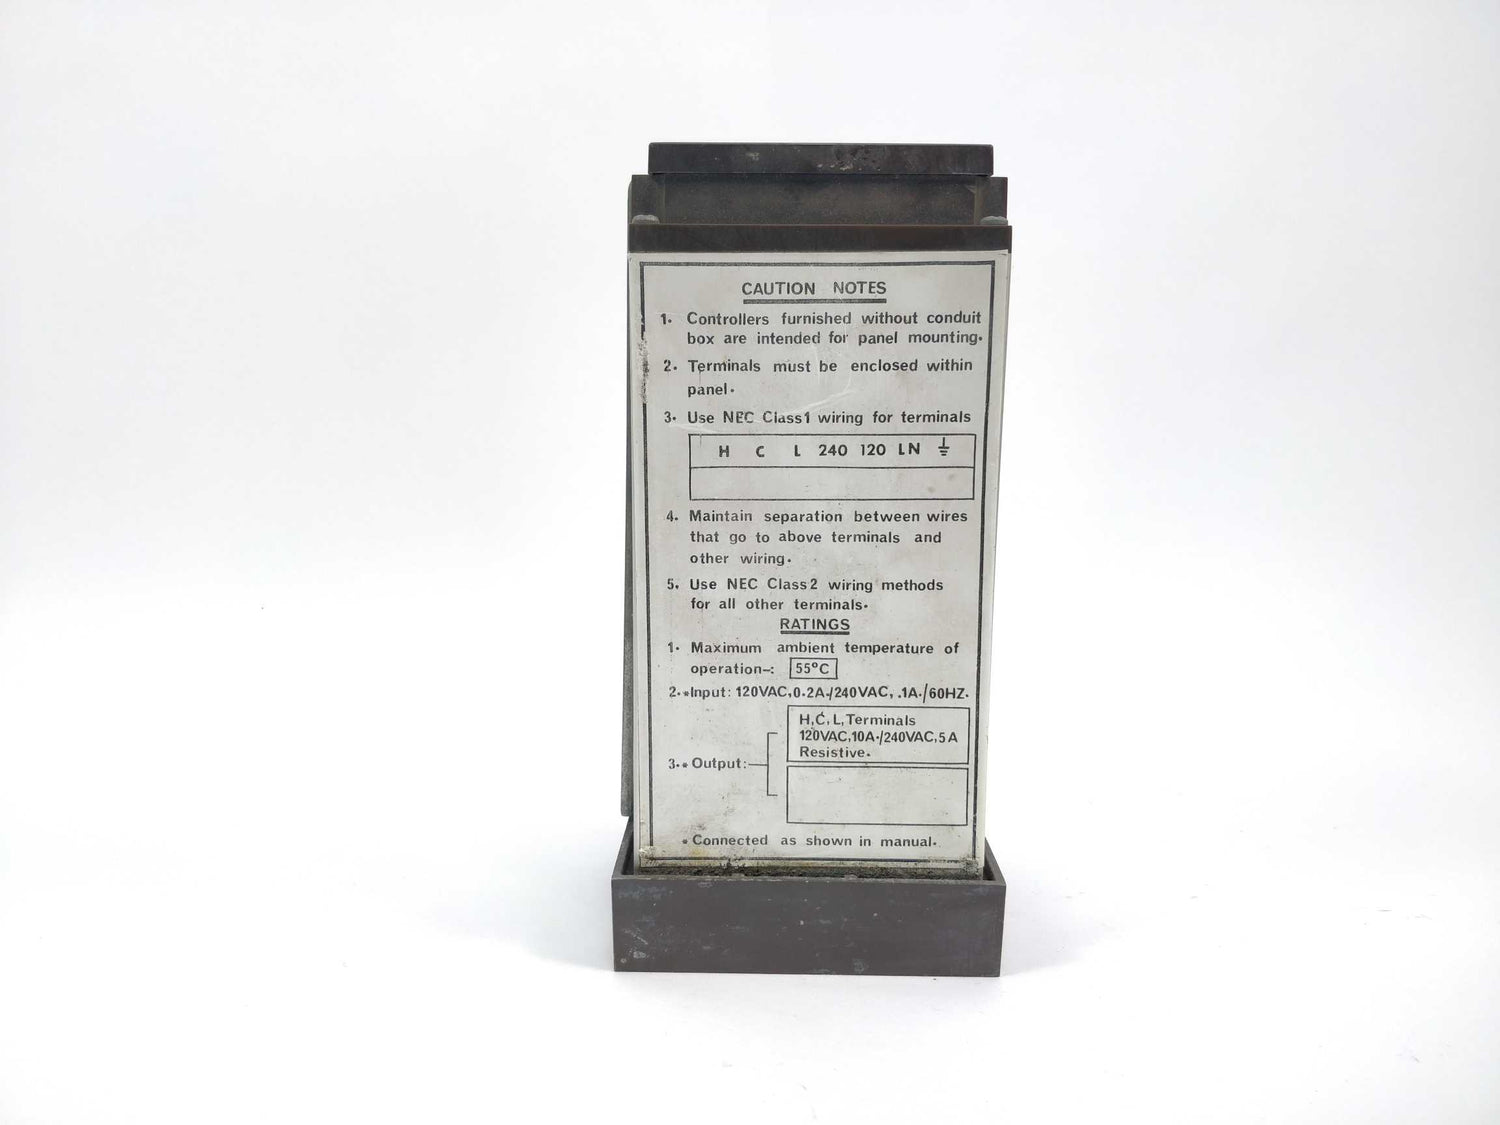 CAUTION NOTES
1. Controllers furnished without conduit
box are intended for panel mounting.
2. Terminals must be enclosed within
panel.
3. Use NEC Class1 wiring for terminals
H C L 240 120 LN ⏚
4. Maintain separation between wires
that go to above terminals and
other wiring.
5. Use NEC Class2 wiring methods
for all other terminals.
RATINGS
1. Maximum ambient temperature of
operation-: 55°C
2.*Input: 120VAC,0.2A./240VAC, .1A./60HZ.
H,C,L,Terminals
120VAC,10A./240VAC,5A
Resistive.
3.*Output:
*Connected as shown in manual.